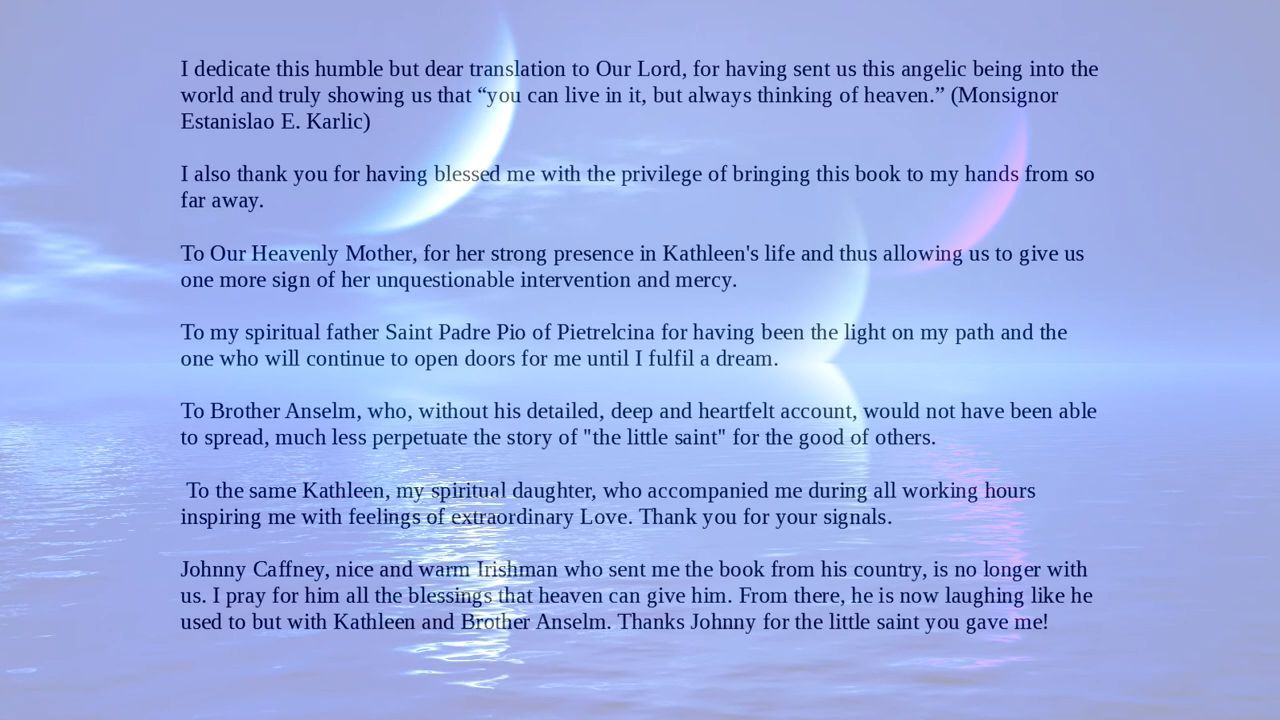 I dedicate this humble but dear translation to Our Lord, for having sent us this angelic being into the
world and truly showing us that “you can live in it, but always thinking of heaven.” (Monsignor
Estanislao E. Karlic)
I also thank you for having blessed me with the privilege of bringing this book to my hands from so
far away.
To Our Heavenly Mother, for her strong presence in Kathleen's life and thus allowing us to give us
one more sign of her unquestionable intervention and mercy.
To my spiritual father Saint Padre Pio of Pietrelcina for having been the light on my path and the
one who will continue to open doors for me until I fulfil a dream.
To Brother Anselm, who, without his detailed, deep and heartfelt account, would not have been able
to spread, much less perpetuate the story of "the little saint" for the good of others.
To the same Kathleen, my spiritual daughter, who accompanied me during all working hours
inspiring me with feelings of extraordinary Love. Thank you for your signals.
Johnny Caffney, nice and warm Irishman who sent me the book from his country, is no longer with
us. I pray for him all the blessings that heaven can give him. From there, he is now laughing like he
used to but with Kathleen and Brother Anselm. Thanks Johnny for the little saint you gave me!